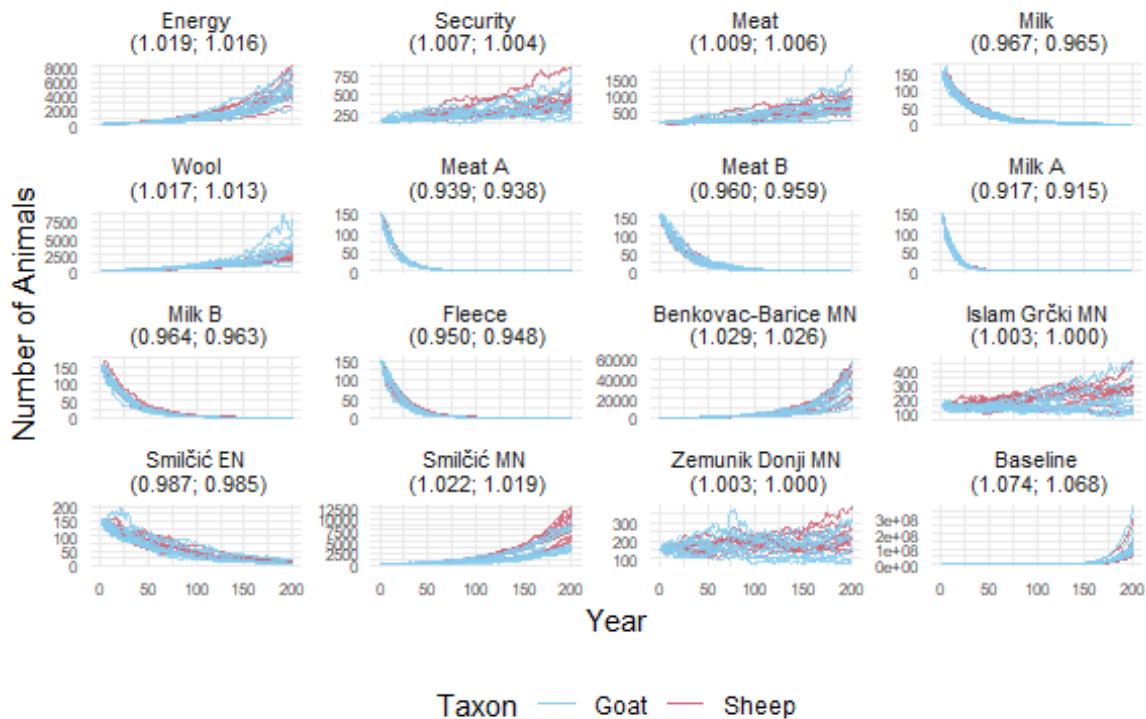 Energy
(1.019; 1.016)
Security
(1.007; 1.004)
Meat
(1.009; 1.006)
Milk
(0.967; 0.965)
8000
6000
4000
2000
0
750
500
250
1500
1000
500
150
100
50
0
Wool
(1.017; 1.013)
Meat A
(0.939; 0.938)
Meat B
(0.960; 0.959)
Milk A
(0.917; 0.915)
7500
5000
2500
0
150
100
50
0
150
100
50
0
150
100
50
0
Number of Animals
Milk B
(0.964; 0.963)
Fleece
(0.950; 0.948)
Benkovac-Barice MN
(1.029; 1.026)
Islam Grčki MN
(1.003; 1.000)
150
100
50
0
150
100
50
0
60000
40000
20000
0
400
300
200
100
Smilčić EN
(0.987; 0.985)
Smilčić MN
(1.022; 1.019)
Zemunik Donji MN
(1.003; 1.000)
Baseline
(1.074; 1.068)
200
150
100
50
0
12500
10000
7500
5000
2500
0
300
200
100
3e+08
2e+08
1e+08
0e+00
0 50 100 150 200
0 50 100 150 200
0 50 100 150 200
0 50 100 150 200
Year
Taxon Goat Sheep